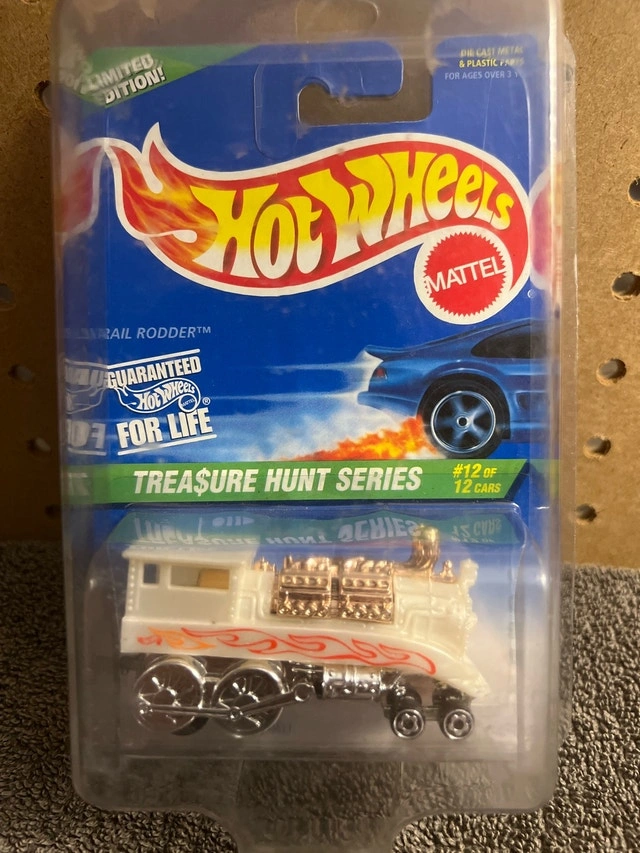 LIMITED
EDITION!
DIE CAST METAL
& PLASTIC PARTS
FOR AGES OVER 3
HOT WHEELS
MATTEL
RAIL RODDER™
GUARANTEED
Hot Wheels
®
FOR LIFE
TREA$URE HUNT SERIES
#12 OF
12 CARS